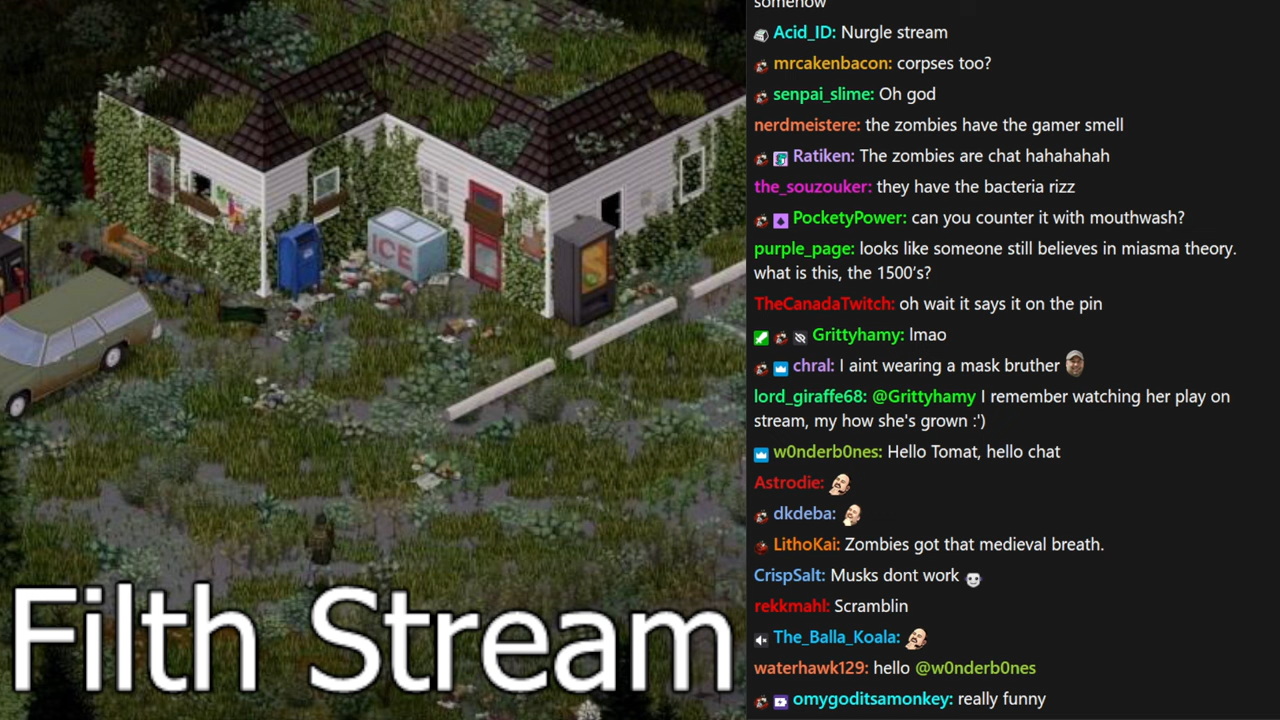 somehow
Acid_ID: Nurgle stream
mrcakenbacon: corpses too?
senpai_slime: Oh god
nerdmeistere: the zombies have the gamer smell
Ratiken: The zombies are chat hahahahah
the_souzouker: they have the bacteria rizz
PocketyPower: can you counter it with mouthwash?
purple_page: looks like someone still believes in miasma theory.
what is this, the 1500's?
TheCanadaTwitch: oh wait it says it on the pin
Grittyhamy: lmao
chral: I aint wearing a mask bruther
lord_giraffe68: @Grittyhamy I remember watching her play on
stream, my how she's grown :')
w0nderb0nes: Hello Tomat, hello chat
Astrodie:
dkdeba:
LithoKai: Zombies got that medieval breath.
CrispSalt: Musks dont work
rekkmahl: Scramblin
The_Balla_Koala:
waterhawk129: hello @w0nderb0nes
omygoditsamonkey: really funny
ICE
Filth Stream